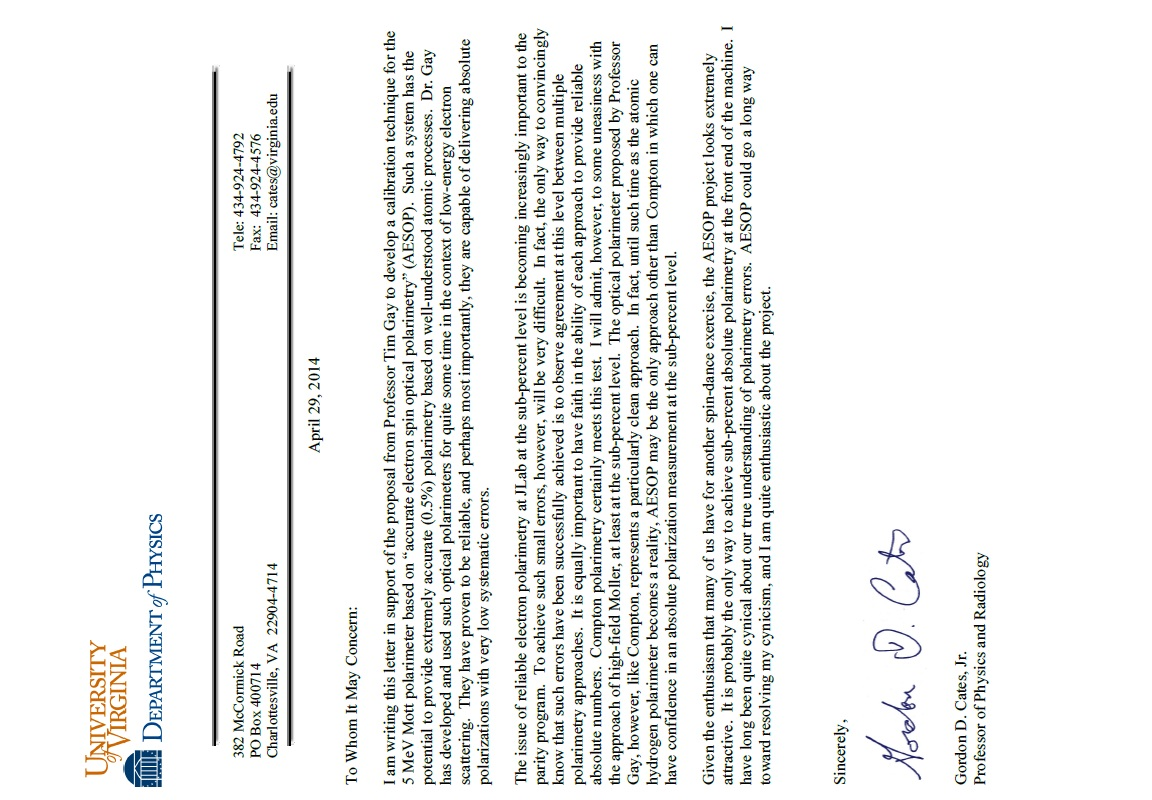 UNIVERSITY
of VIRGINIA
DEPARTMENT of PHYSICS
382 McCormick Road
PO Box 400714
Charlottesville, VA 22904-4714
Tele: 434-924-4792
Fax: 434-924-4576
Email: cates@virginia.edu
April 29, 2014
To Whom It May Concern:
I am writing this letter in support of the proposal from Professor Tim Gay to develop a calibration technique for the
5 MeV Mott polarimeter based on “accurate electron spin optical polarimetry” (AESOP). Such a system has the
potential to provide extremely accurate (0.5%) polarimetry based on well-understood atomic processes. Dr. Gay
has developed and used such optical polarimeters for quite some time in the context of low-energy electron
scattering. They have proven to be reliable, and perhaps most importantly, they are capable of delivering absolute
polarizations with very low systematic errors.
The issue of reliable electron polarimetry at JLab at the sub-percent level is becoming increasingly important to the
parity program. To achieve such small errors, however, will be very difficult. In fact, the only way to convincingly
know that such errors have been successfully achieved is to observe agreement at this level between multiple
polarimetry approaches. It is equally important to have faith in the ability of each approach to provide reliable
absolute numbers. Compton polarimetry certainly meets this test. I will admit, however, to some uneasiness with
the approach of high-field Moller, at least at the sub-percent level. The optical polarimeter proposed by Professor
Gay, however, like Compton, represents a particularly clean approach. In fact, until such time as the atomic
hydrogen polarimeter becomes a reality, AESOP may be the only approach other than Compton in which one can
have confidence in an absolute polarization measurement at the sub-percent level.
Given the enthusiasm that many of us have for another spin-dance exercise, the AESOP project looks extremely
attractive. It is probably the only way to achieve sub-percent absolute polarimetry at the front end of the machine. I
have long been quite cynical about our true understanding of polarimetry errors. AESOP could go a long way
toward resolving my cynicism, and I am quite enthusiastic about the project.
Sincerely,
Gordon D. Cates
Gordon D. Cates, Jr.
Professor of Physics and Radiology